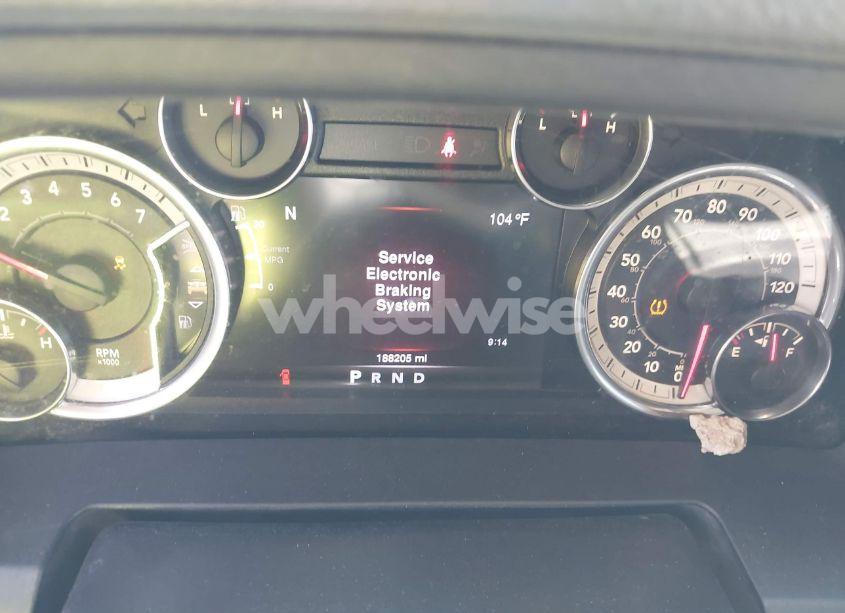 L H
L H
N
104 °F
Current
MPG
20
0
Service
Electronic
Braking
System
wheelwise
9:14
188205 mi
P R N D
2 3 4 5 6 7
RPM
x1000
H
0 10 20 30 40 50 60 70 80 90 100 120
E F